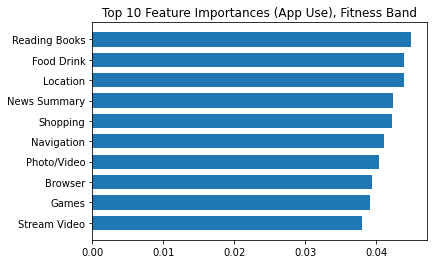 Top 10 Feature Importances (App Use), Fitness Band
Reading Books
Food Drink
Location
News Summary
Shopping
Navigation
Photo/Video
Browser
Games
Stream Video
0.00 0.01 0.02 0.03 0.04